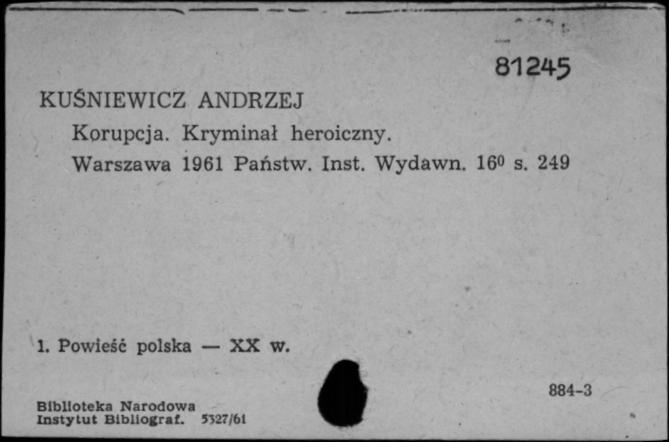 81245
KUŚNIEWICZ ANDRZEJ
Korupcja. Kryminał heroiczny.
Warszawa 1961 Państw. Inst. Wydawn. 16⁰ s. 249
1. Powieść polska — XX w.
884-3
Biblioteka Narodowa
Instytut Bibliograf. 5327/61